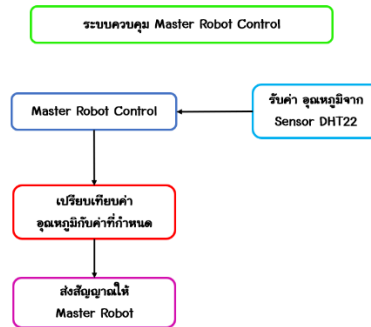 ระบบควบคุม Master Robot Control
Master Robot Control
รับค่า อุณหภูมิจาก
Sensor DHT22
เปรียบเทียบค่า
อุณหภูมิกับค่าที่กำหนด
ส่งสัญญาณให้
Master Robot